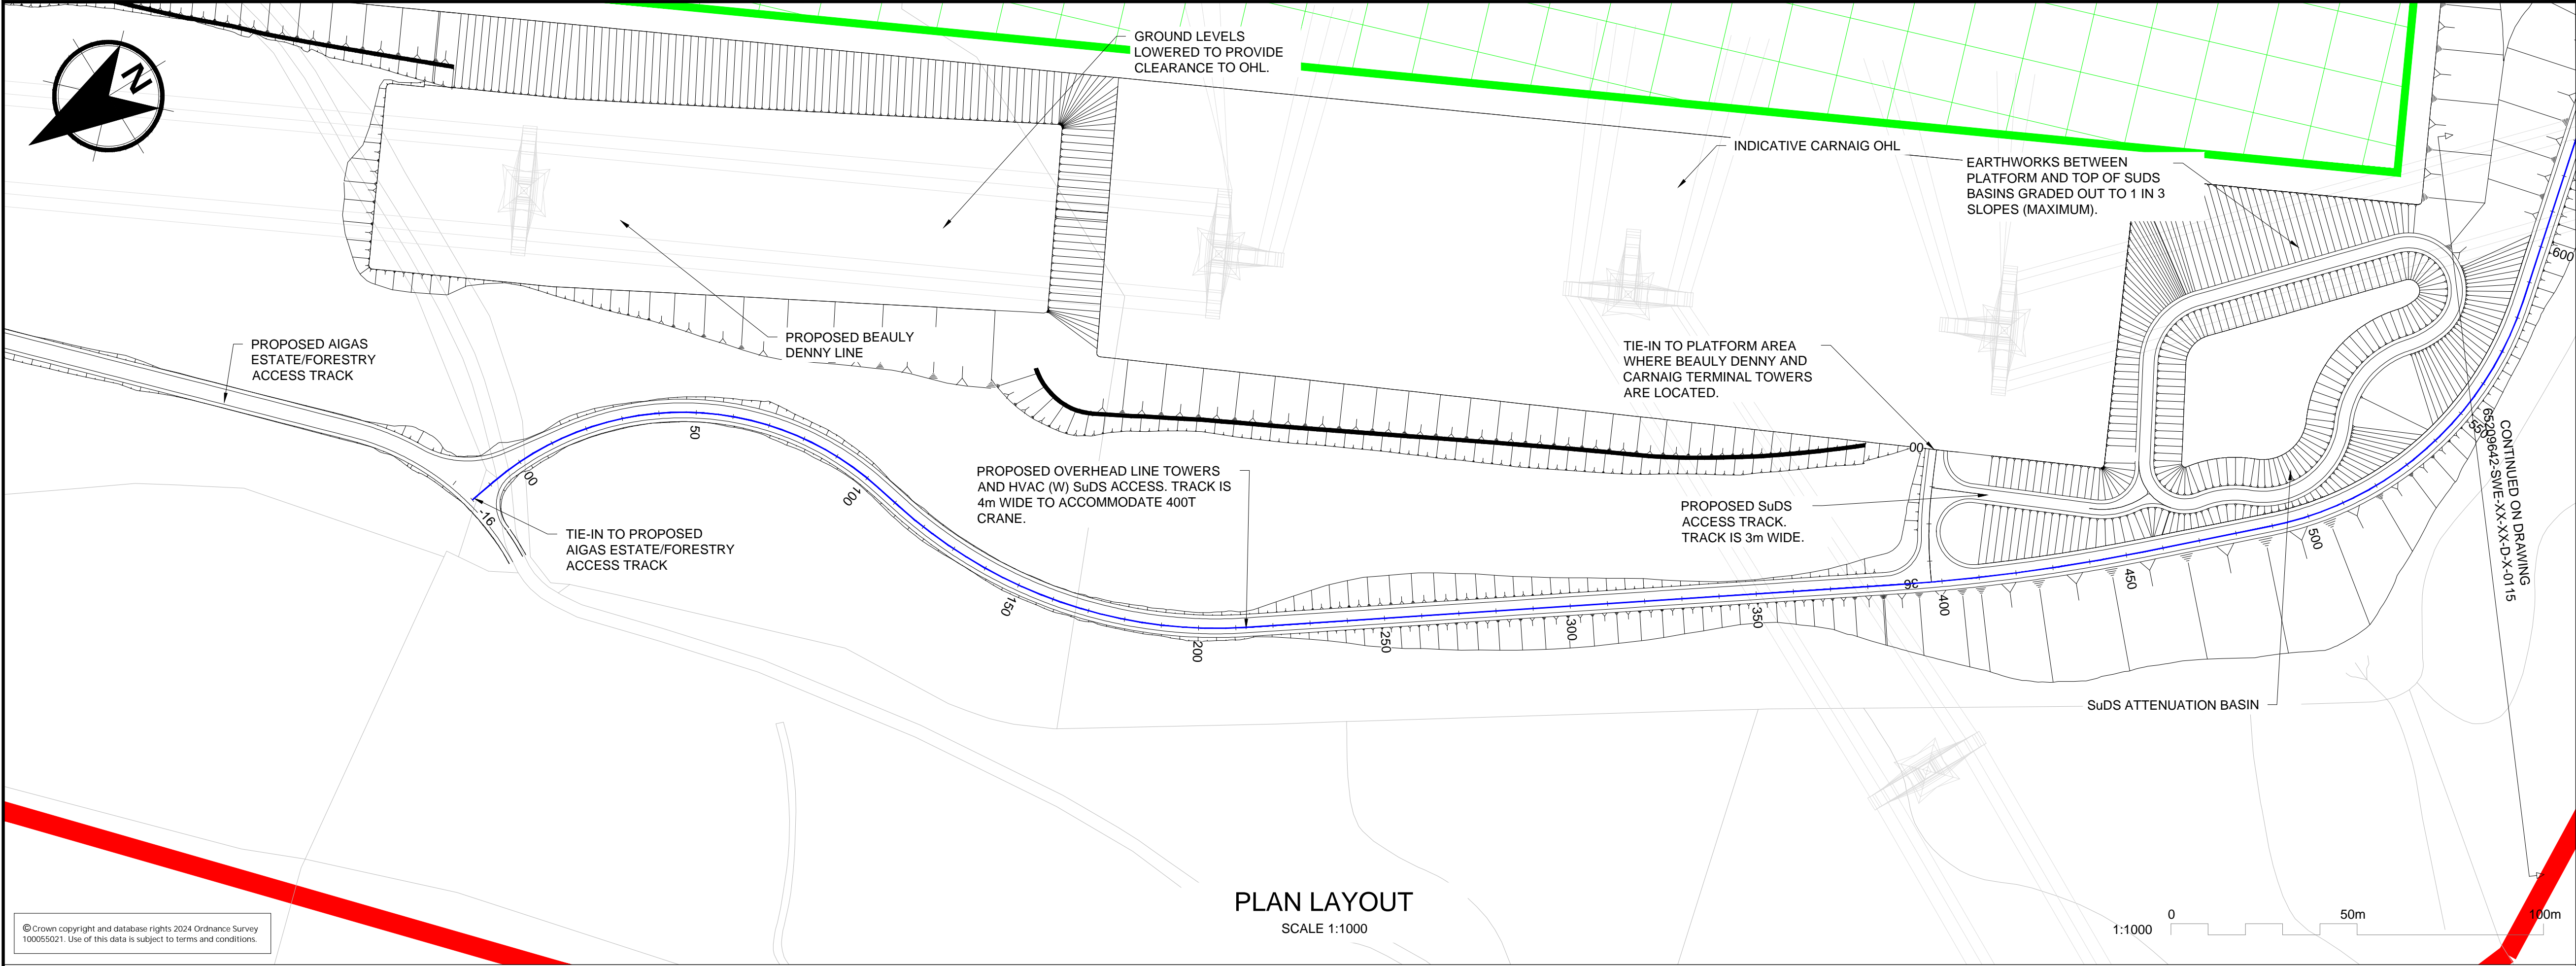 N
GROUND LEVELS
LOWERED TO PROVIDE
CLEARANCE TO OHL.
INDICATIVE CARNAIG OHL
EARTHWORKS BETWEEN
PLATFORM AND TOP OF SUDS
BASINS GRADED OUT TO 1 IN 3
SLOPES (MAXIMUM).
600
PROPOSED AIGAS
ESTATE/FORESTRY
ACCESS TRACK
PROPOSED BEAULY
DENNY LINE
TIE-IN TO PLATFORM AREA
WHERE BEAULY DENNY AND
CARNAIG TERMINAL TOWERS
ARE LOCATED.
50
00
550
CONTINUED ON DRAWING
65209642-SWE-XX-XX-D-X-0115
00
100
-16
PROPOSED OVERHEAD LINE TOWERS
AND HVAC (W) SuDS ACCESS. TRACK IS
4m WIDE TO ACCOMMODATE 400T
CRANE.
PROPOSED SuDS
ACCESS TRACK.
TRACK IS 3m WIDE.
TIE-IN TO PROPOSED
AIGAS ESTATE/FORESTRY
ACCESS TRACK
500
450
36
400
150
350
300
250
200
SuDS ATTENUATION BASIN
PLAN LAYOUT
SCALE 1:1000
0
50m
100m
1:1000
© Crown copyright and database rights 2024 Ordnance Survey
100055021. Use of this data is subject to terms and conditions.